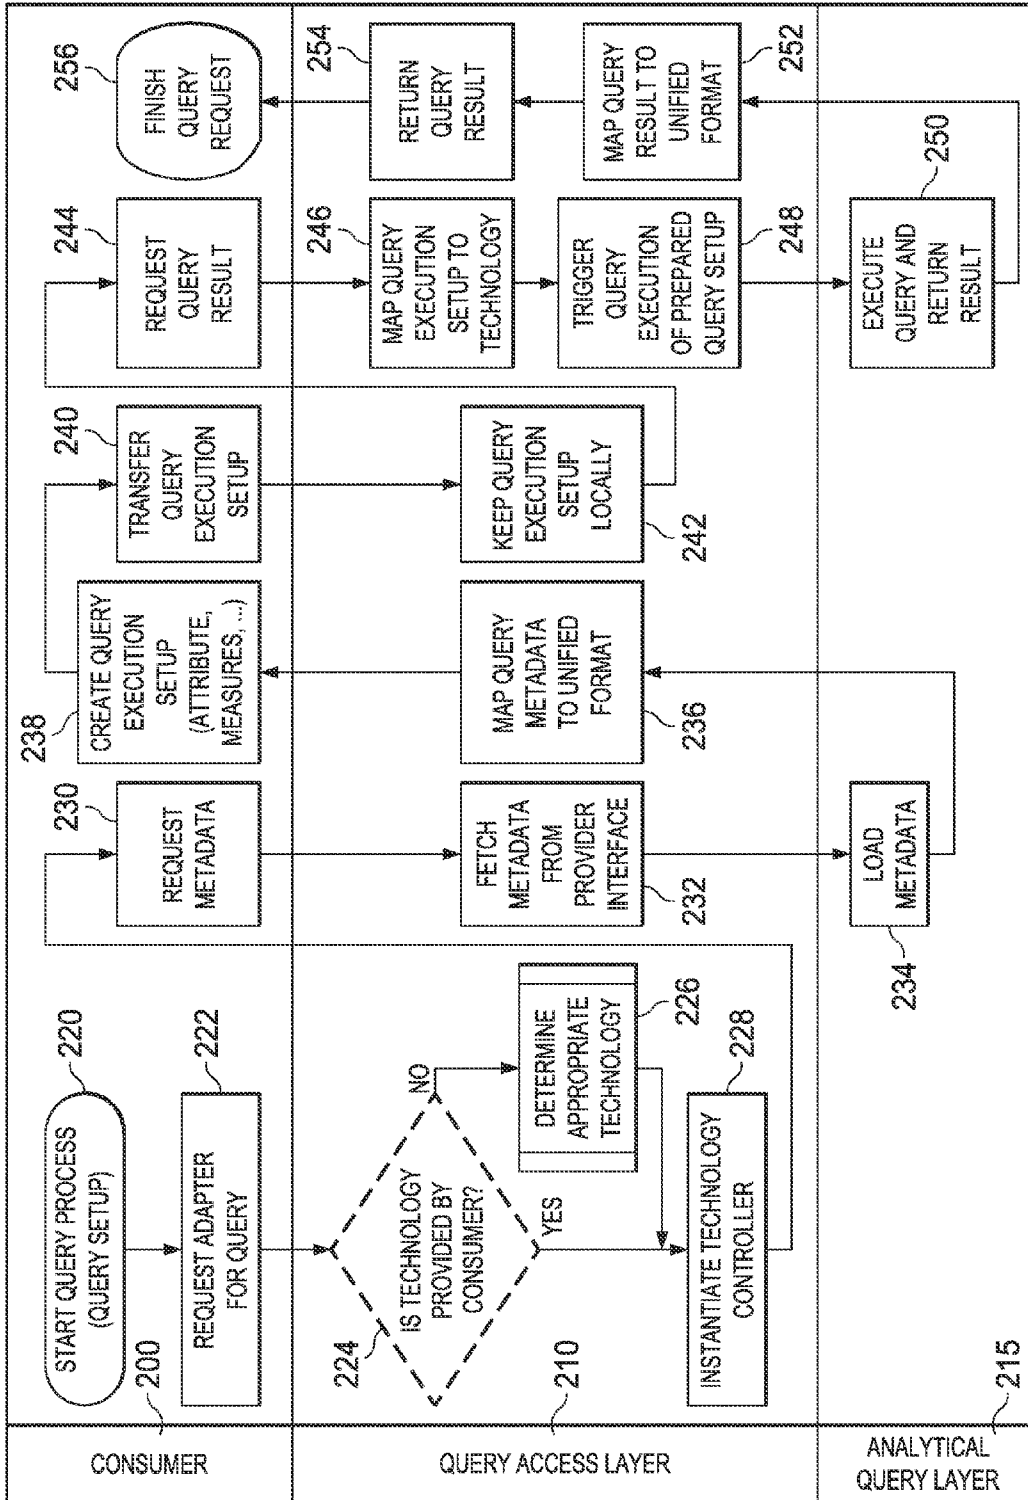 CONSUMER
200
START QUERY PROCESS
(QUERY SETUP)
220
REQUEST ADAPTER
FOR QUERY
222
REQUEST
METADATA
230
CREATE QUERY
EXECUTION
SETUP
(ATTRIBUTE,
MEASURES, ...)
238
TRANSFER
QUERY
EXECUTION
SETUP
240
REQUEST
QUERY
RESULT
244
FINISH
QUERY
REQUEST
256
QUERY ACCESS LAYER
210
224
IS TECHNOLOGY
PROVIDED BY
CONSUMER?
NO
YES
DETERMINE
APPROPRIATE
TECHNOLOGY
226
INSTANTIATE TECHNOLOGY
CONTROLLER
228
FETCH
METADATA
FROM
PROVIDER
INTERFACE
232
MAP QUERY
METADATA
TO UNIFIED
FORMAT
236
KEEP QUERY
EXECUTION
SETUP
LOCALLY
242
MAP QUERY
EXECUTION
SETUP TO
TECHNOLOGY
246
TRIGGER
QUERY
EXECUTION
OF PREPARED
QUERY SETUP
248
RETURN
QUERY
RESULT
254
MAP QUERY
RESULT TO
UNIFIED
FORMAT
252
ANALYTICAL
QUERY LAYER
215
LOAD
METADATA
234
EXECUTE
QUERY AND
RETURN
RESULT
250